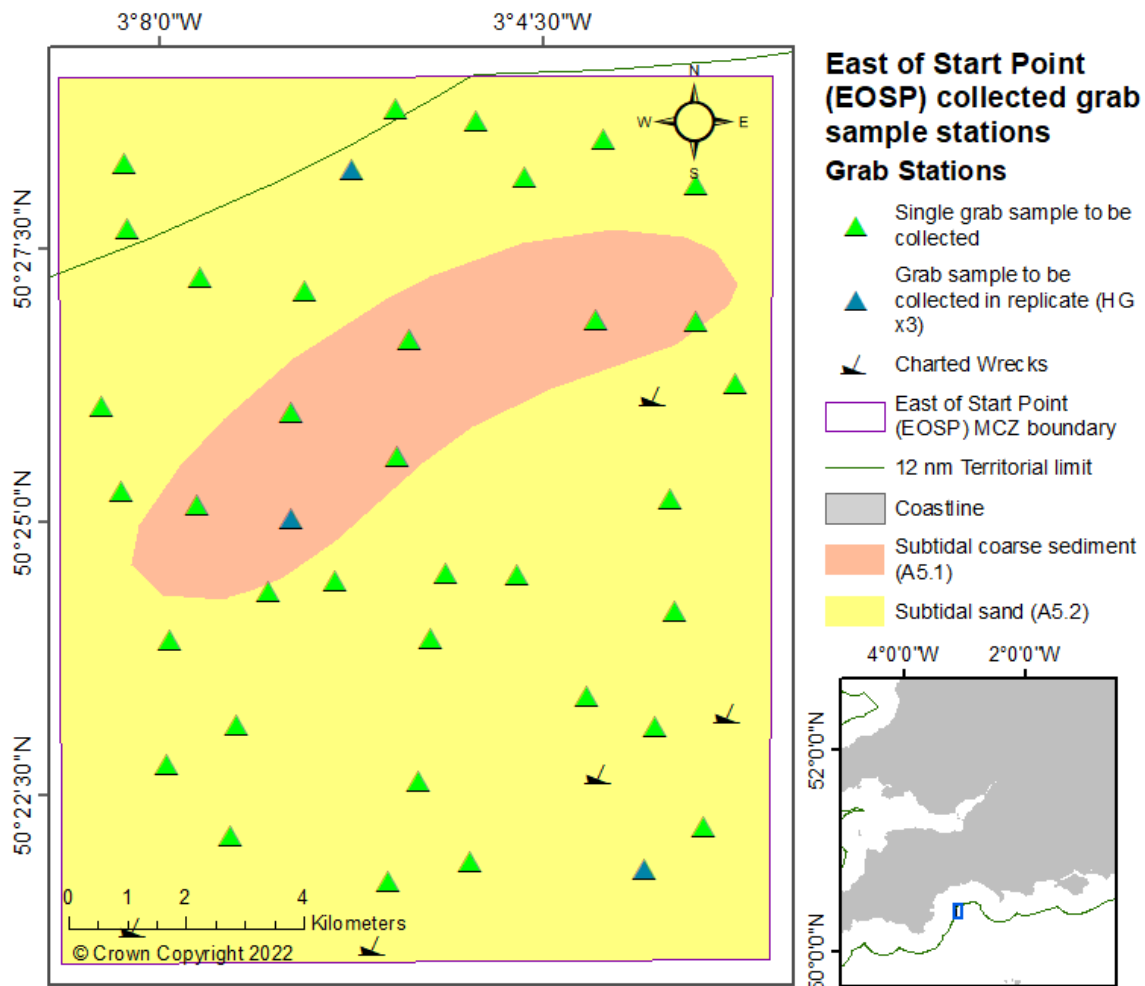 3°8'0"W
3°4'30"W
N
W
E
S
50°27'30"N
50°25'0"N
50°22'30"N
0
1
2
4
Kilometers
© Crown Copyright 2022
East of Start Point
(EOSP) collected grab
sample stations
Grab Stations
Single grab sample to be
collected
Grab sample to be
collected in replicate (HG
x3)
Charted Wrecks
East of Start Point
(EOSP) MCZ boundary
12 nm Territorial limit
Coastline
Subtidal coarse sediment
(A5.1)
Subtidal sand (A5.2)
4°0'0"W
2°0'0"W
52°0'0"N
50°0'0"N